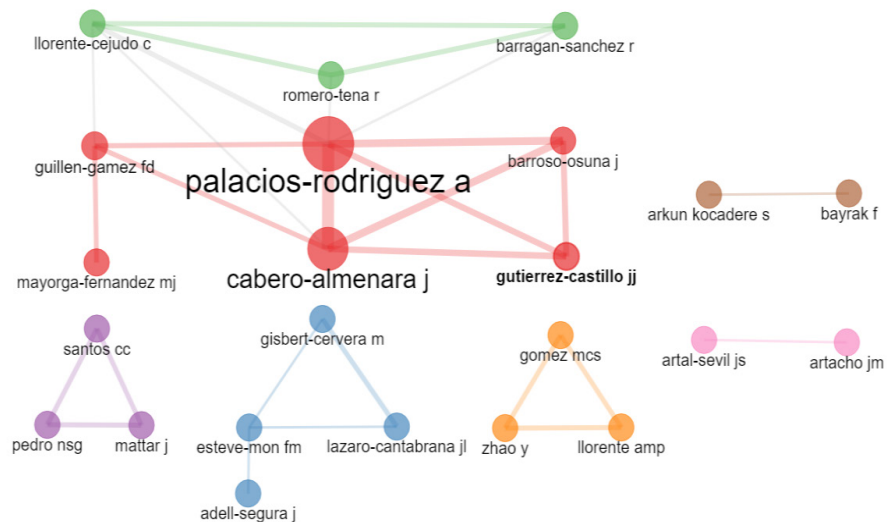 llorente-cejudo c
barragan-sanchez r
romero-tena r
guillen-gamez fd
palacios-rodriguez a
barroso-osuna j
arkun kocadere s
bayrak f
mayorga-fernandez mj
cabero-almenara j
gutierrez-castillo jj
santos cc
gisbert-cervera m
gomez mcs
artal-sevil js
artacho jm
pedro nsg
mattar j
esteve-mon fm
lazaro-cantabrana jl
zhao y
llorente amp
adell-segura j